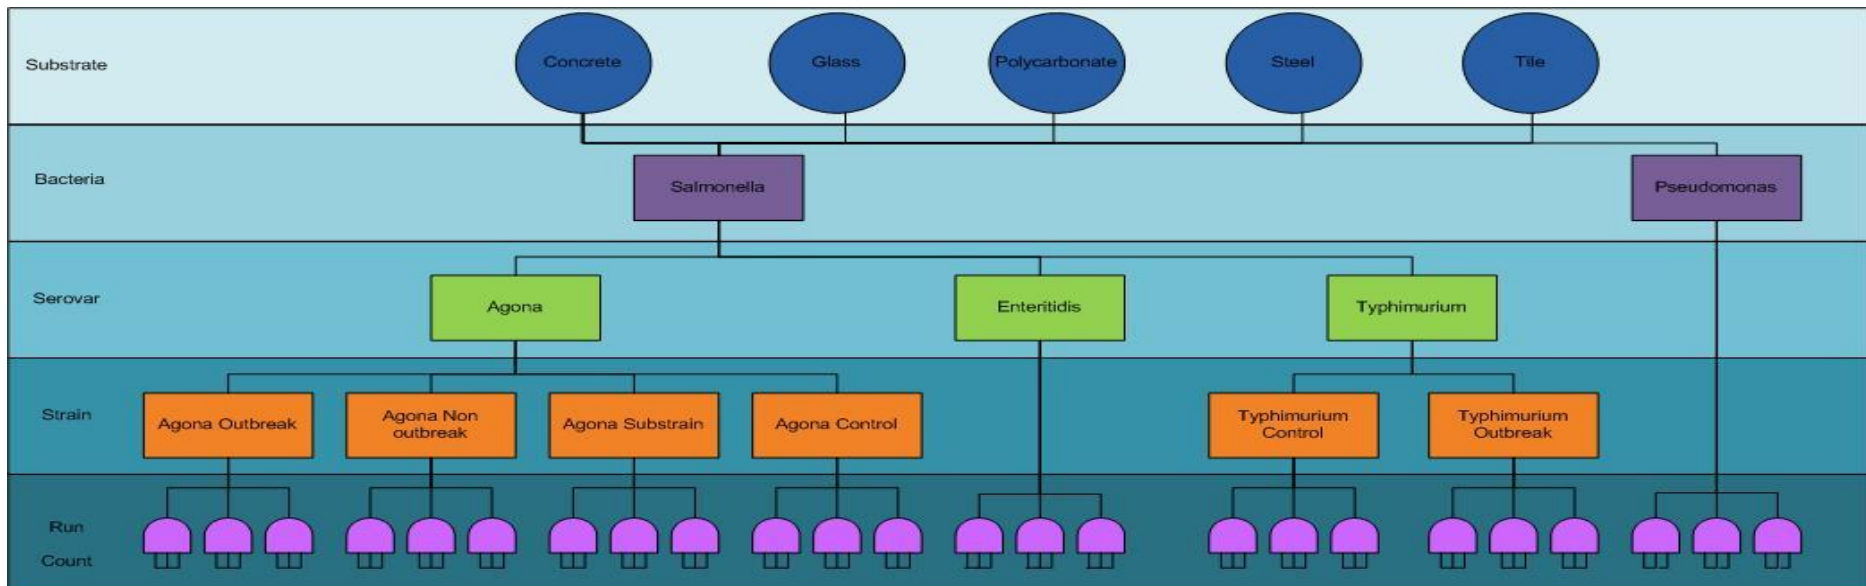 Substrate
Concrete
Glass
Polycarbonate
Steel
Tile
Bacteria
Salmonella
Pseudomonas
Serovar
Agona
Enteritidis
Typhimurium
Strain
Agona Outbreak
Agona Non
outbreak
Agona Substrain
Agona Control
Typhimurium
Control
Typhimurium
Outbreak
Run
Count